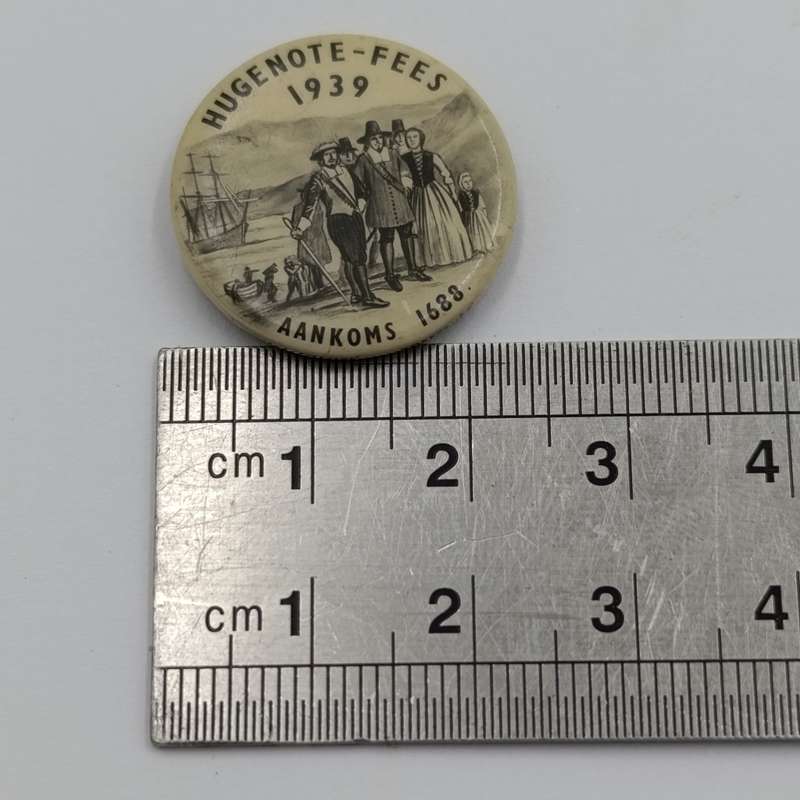 HUGENOTE-FEES
1939
AANKOMS 1688.
cm 1 2 3 4
cm 1 2 3 4